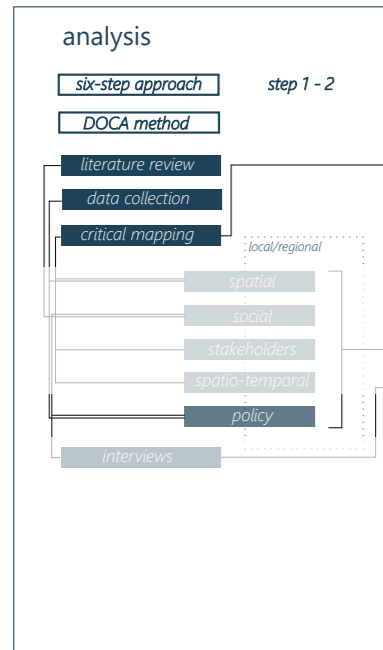 analysis
six-step approach step 1 - 2
DOCA method
literature review
data collection
critical mapping
local/regional
spatial
social
stakeholders
spatio-temporal
policy
interviews